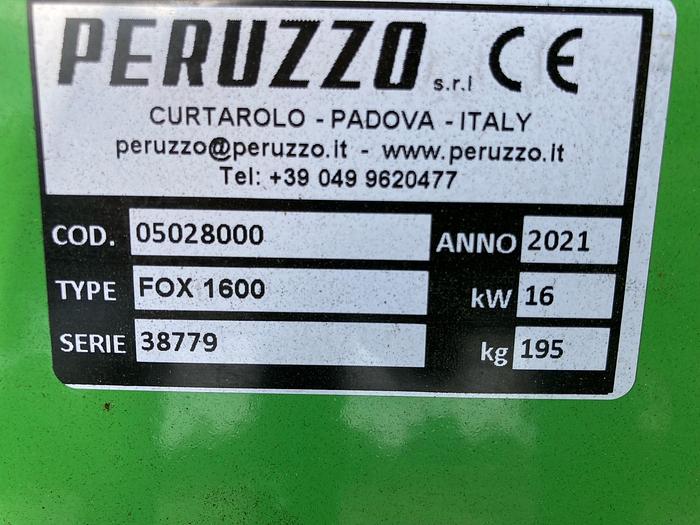 PERUZZO s.r.l CE
CURTAROLO - PADOVA - ITALY
peruzzo@peruzzo.it - www.peruzzo.it
Tel: +39 049 9620477
COD. 05028000 ANNO 2021
TYPE FOX 1600 kW 16
SERIE 38779 kg 195